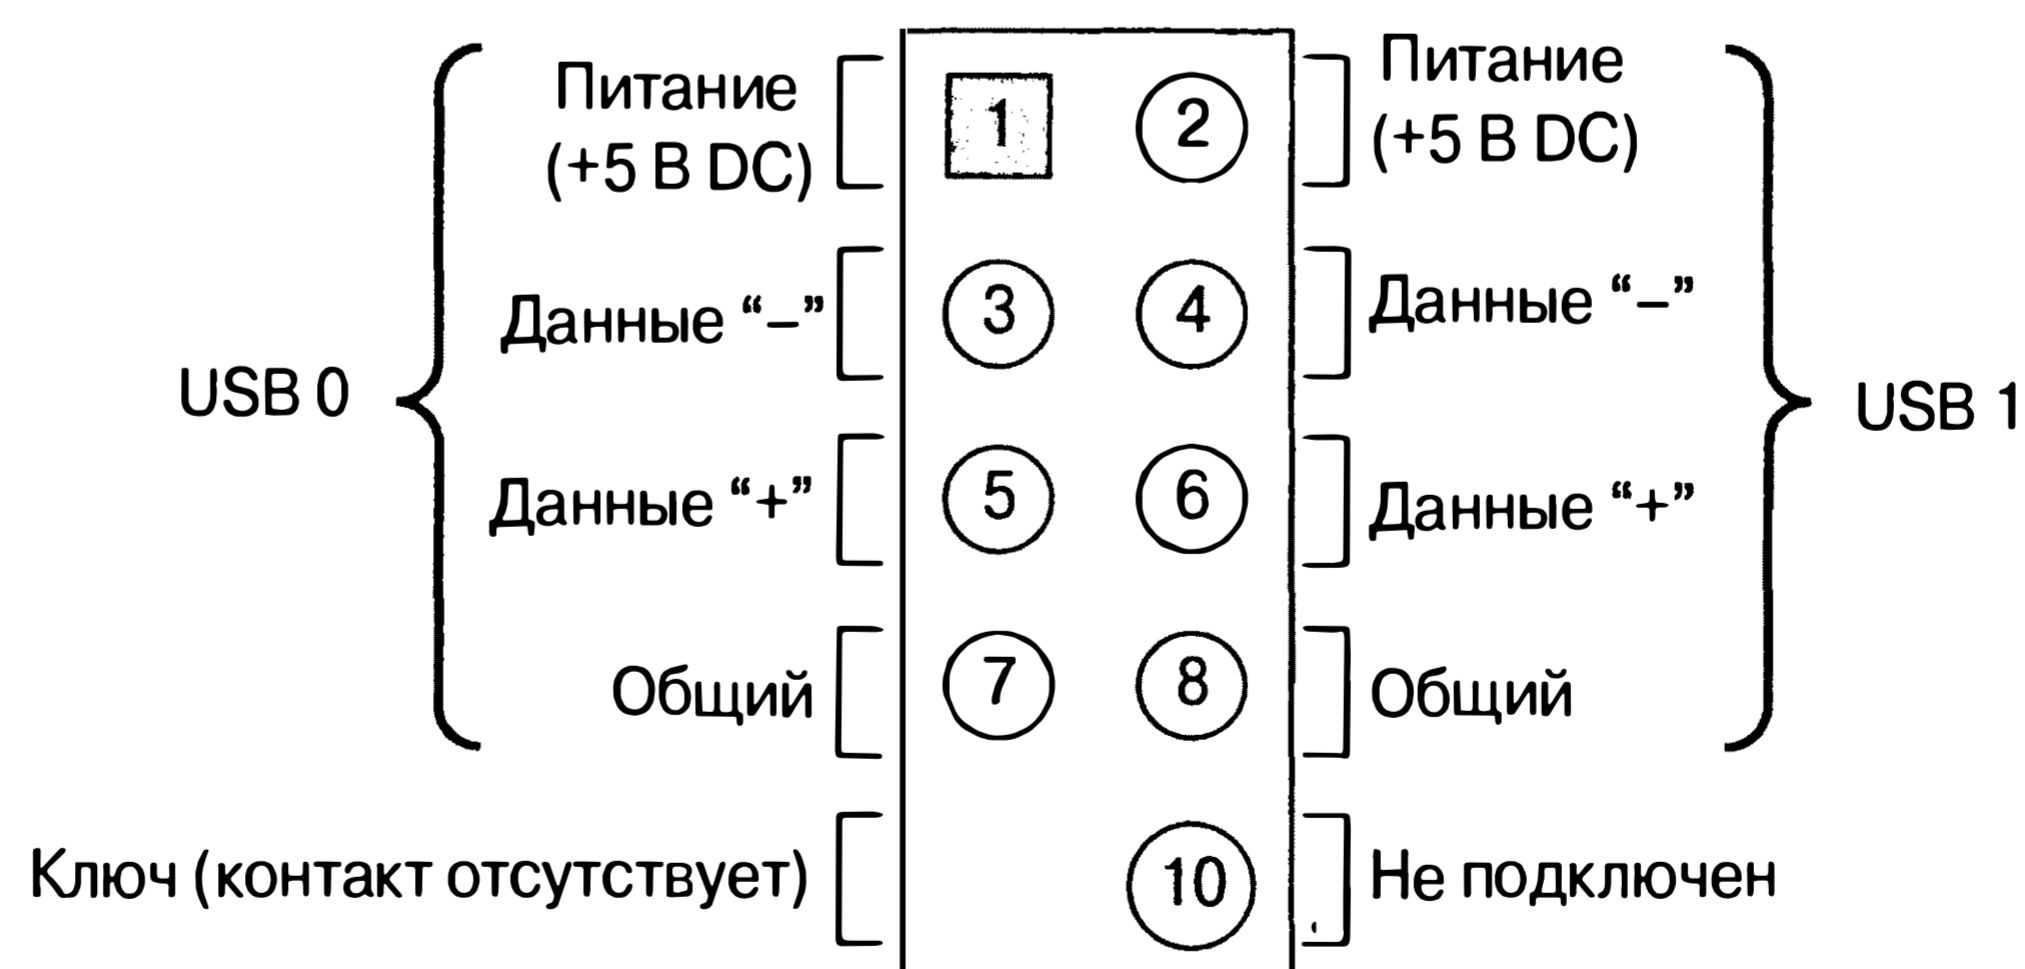 Питание
(+5 В DC)
1
2
Питание
(+5 В DC)
Данные “–”
3
4
Данные “–”
USB 0
USB 1
Данные “+”
5
6
Данные “+”
Общий
7
8
Общий
Ключ (контакт отсутствует)
10
Не подключен